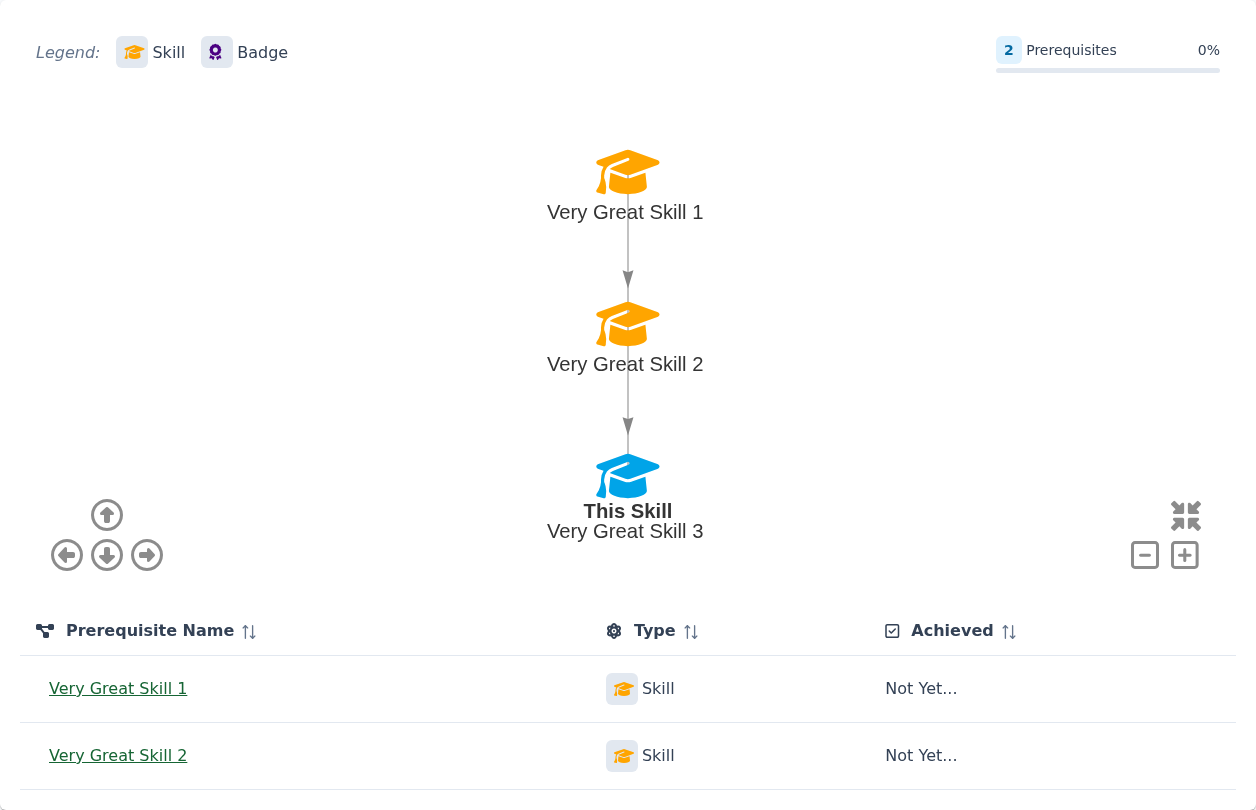 Legend: Skill Badge
2 Prerequisites 0%
Very Great Skill 1
Very Great Skill 2
This Skill
Very Great Skill 3
Prerequisite Name Type Achieved
Very Great Skill 1 Skill Not Yet...
Very Great Skill 2 Skill Not Yet...